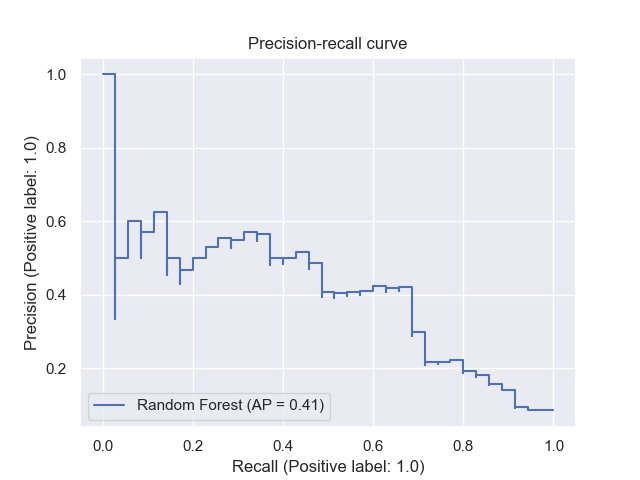 Precision-recall curve
Precision (Positive label: 1.0)
1.0
0.8
0.6
0.4
0.2
Random Forest (AP = 0.41)
0.0 0.2 0.4 0.6 0.8 1.0
Recall (Positive label: 1.0)